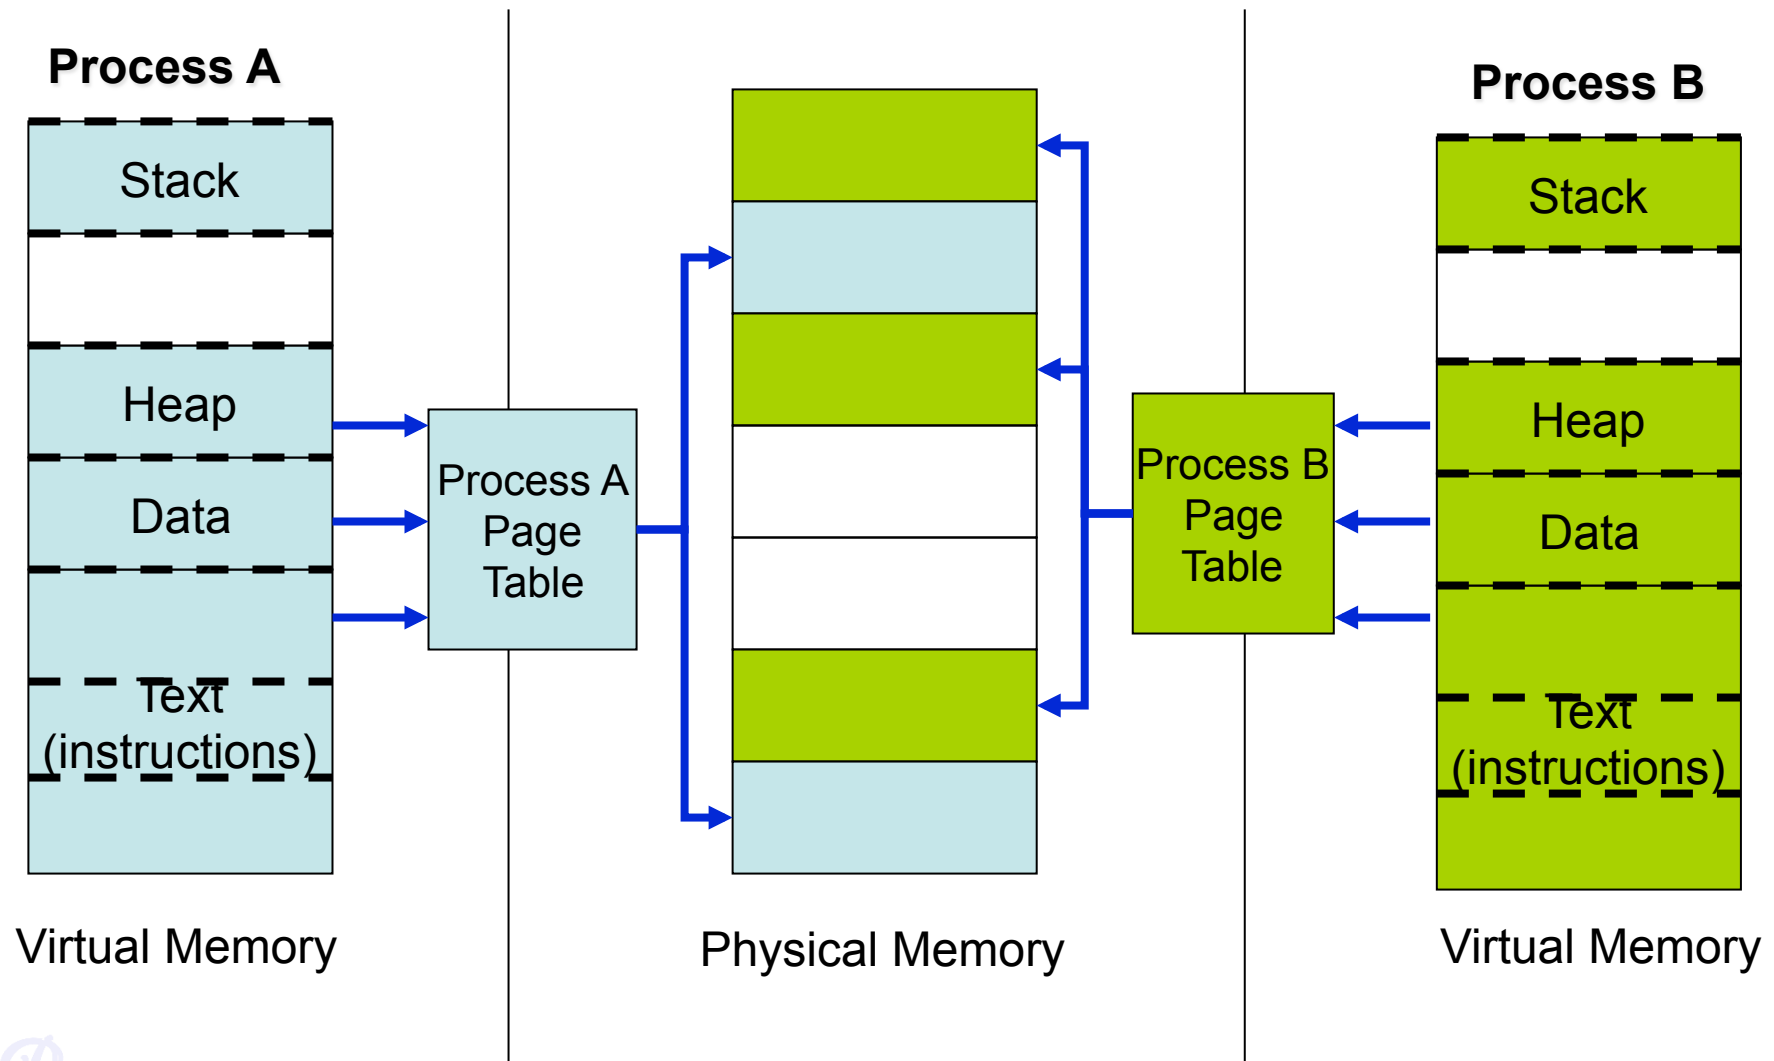 Process A
Stack
Heap
Data
Text
(instructions)
Virtual Memory
Process A
Page
Table
Physical Memory
Process B
Page
Table
Process B
Stack
Heap
Data
Text
(instructions)
Virtual Memory